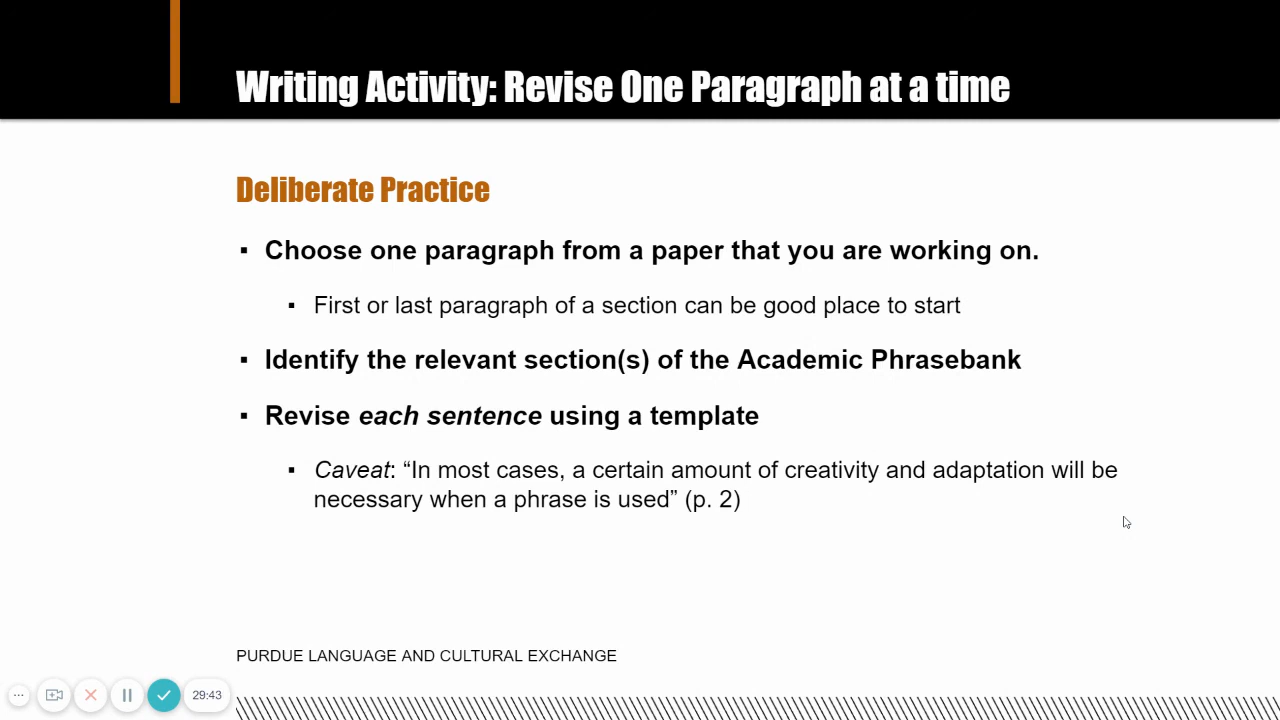 Writing Activity: Revise One Paragraph at a time
Deliberate Practice
▪ Choose one paragraph from a paper that you are working on.
▪ First or last paragraph of a section can be good place to start
▪ Identify the relevant section(s) of the Academic Phrasebank
▪ Revise each sentence using a template
▪ Caveat: “In most cases, a certain amount of creativity and adaptation will be
necessary when a phrase is used” (p. 2)
PURDUE LANGUAGE AND CULTURAL EXCHANGE
29:43